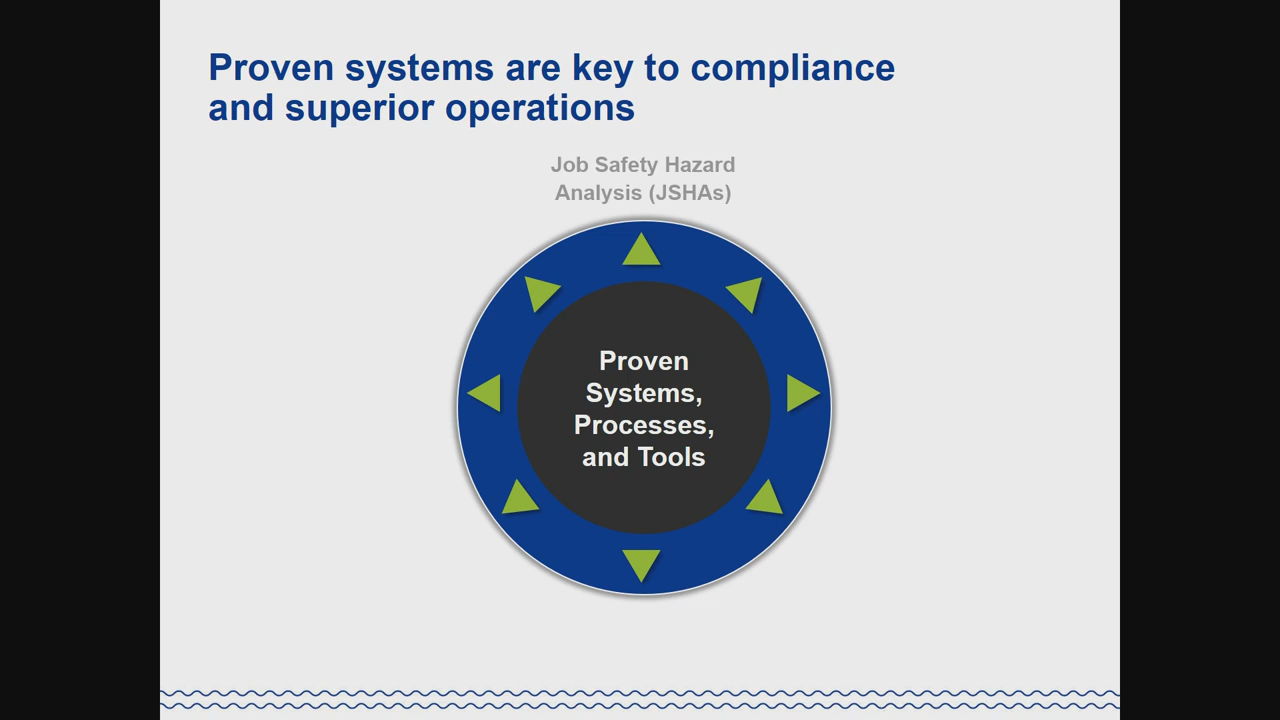 Proven systems are key to compliance
and superior operations
Job Safety Hazard
Analysis (JSHAs)
Proven
Systems,
Processes,
and Tools